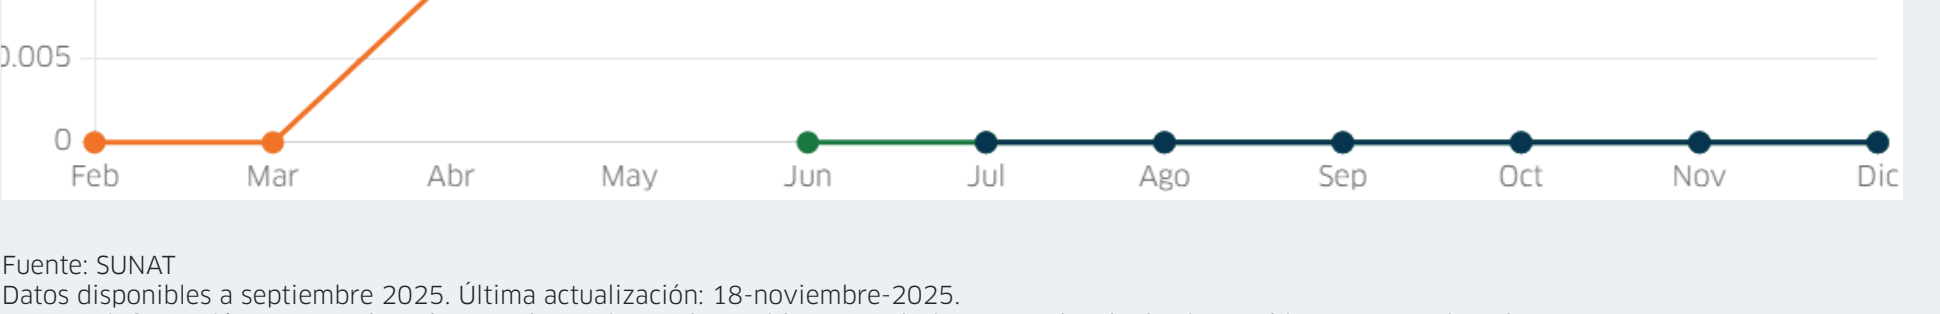 0.005
0
Feb Mar Abr May Jun Jul Ago Sep Oct Nov Dic
Fuente: SUNAT
Datos disponibles a septiembre 2025. Última actualización: 18-noviembre-2025.